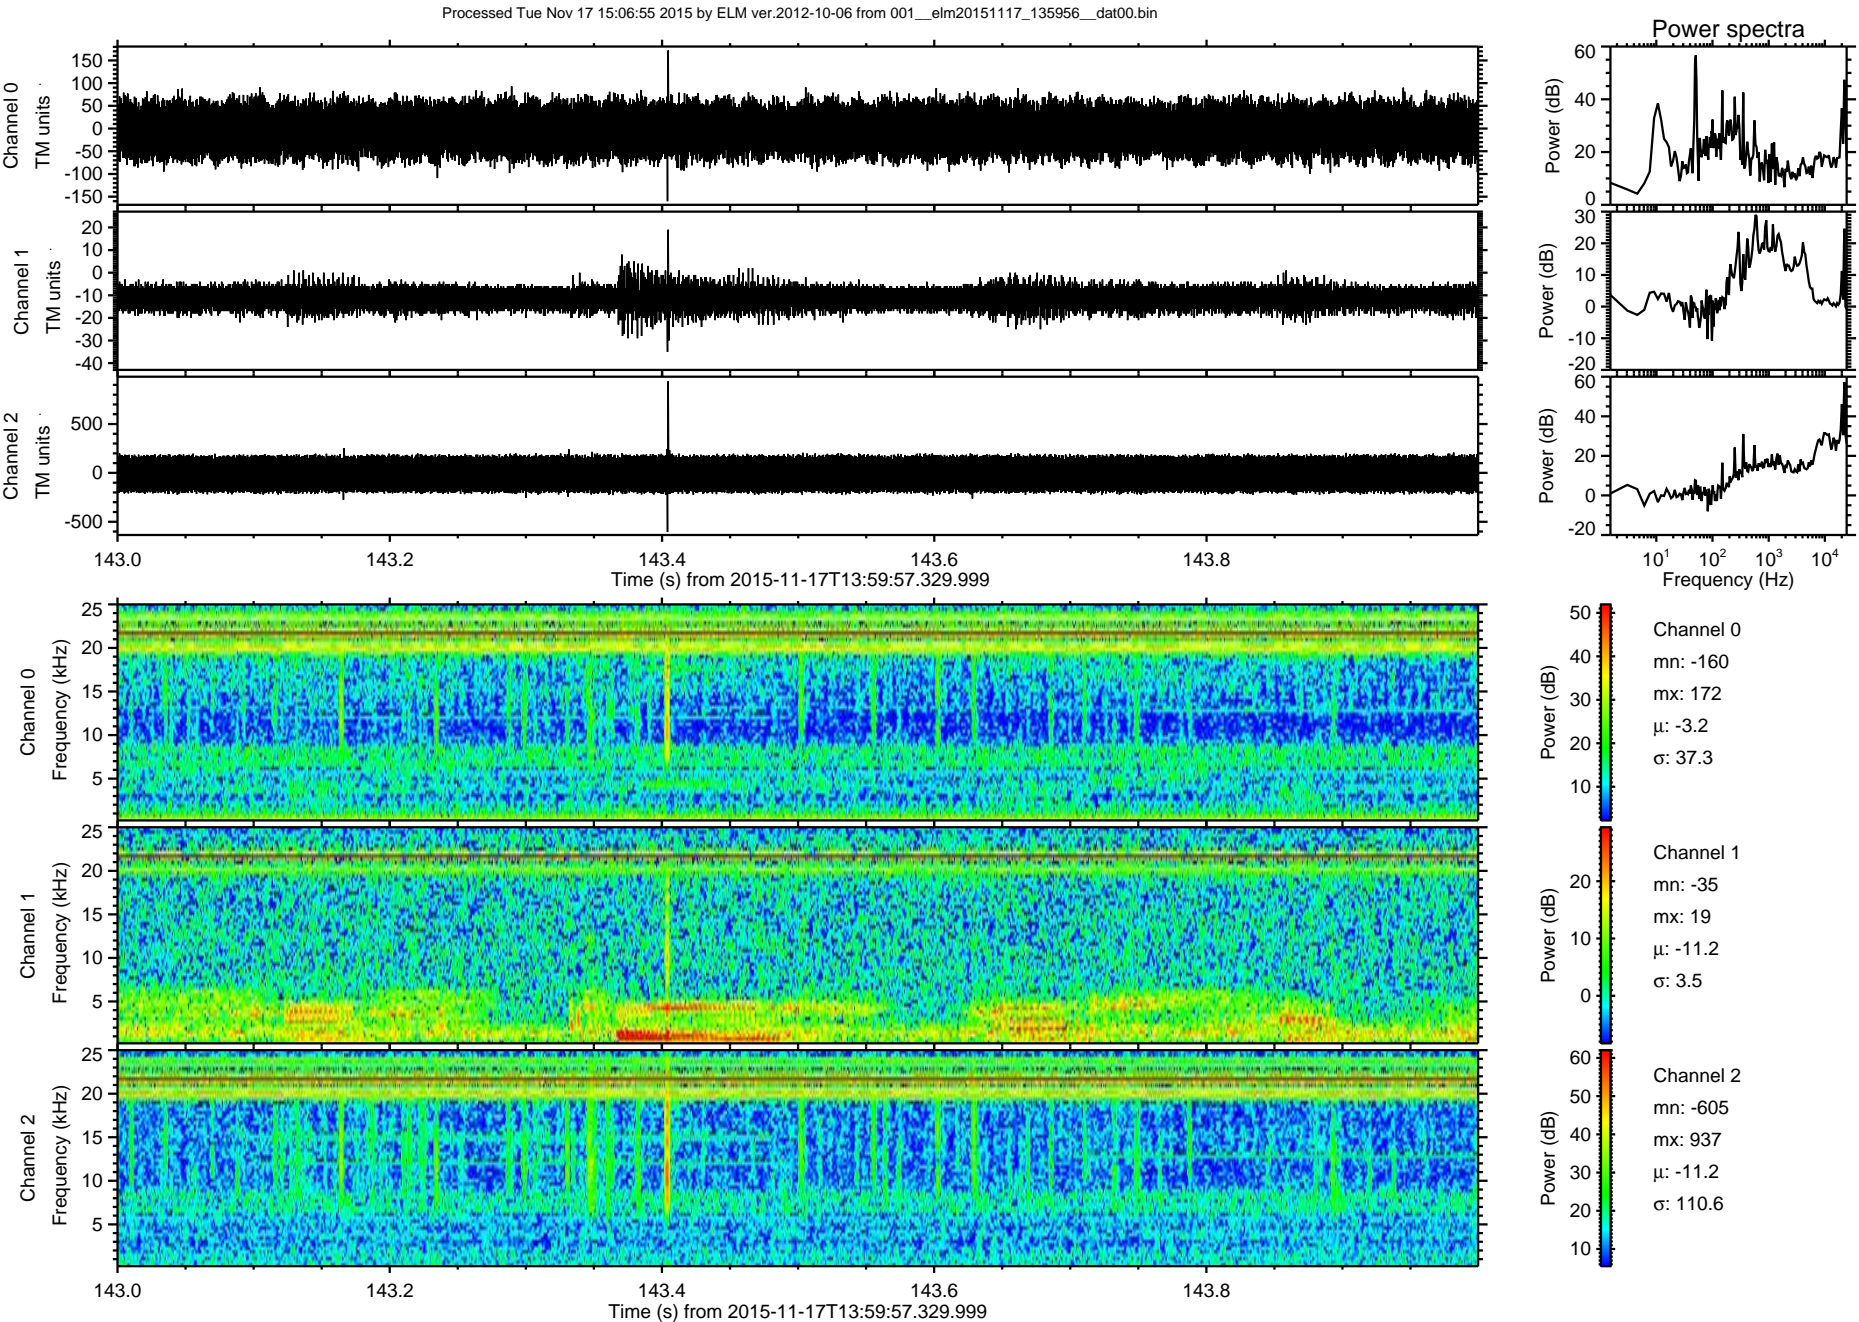 Processed Tue Nov 17 15:06:55 2015 by ELM ver.2012-10-06 from 001__elm20151117_135956__dat00.bin
Power spectra
Channel 0
TM units
150
100
50
0
-50
-100
-150
Power (dB)
60
40
20
0
Channel 1
TM units
20
10
0
-10
-20
-30
-40
Power (dB)
30
20
10
0
-10
-20
Channel 2
TM units
500
0
-500
Power (dB)
60
40
20
0
-20
143.0 143.2 143.4 143.6 143.8
Time (s) from 2015-11-17T13:59:57.329.999
10¹ 10² 10³ 10⁴
Frequency (Hz)
Channel 0
Frequency (kHz)
25
20
15
10
5
Power (dB)
50
40
30
20
10
Channel 0
mn: -160
mx: 172
μ: -3.2
σ: 37.3
Channel 1
Frequency (kHz)
25
20
15
10
5
Power (dB)
20
10
0
Channel 1
mn: -35
mx: 19
μ: -11.2
σ: 3.5
Channel 2
Frequency (kHz)
25
20
15
10
5
Power (dB)
60
50
40
30
20
10
Channel 2
mn: -605
mx: 937
μ: -11.2
σ: 110.6
143.0 143.2 143.4 143.6 143.8
Time (s) from 2015-11-17T13:59:57.329.999